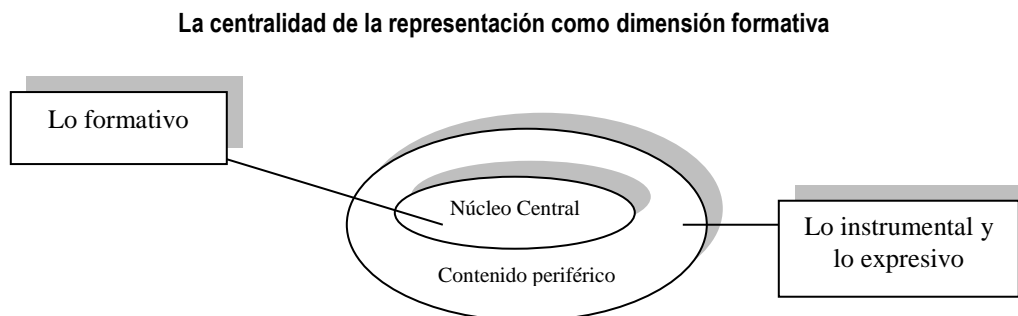 La centralidad de la representación como dimensión formativa
Lo formativo
Núcleo Central
Lo instrumental y
lo expresivo
Contenido periférico